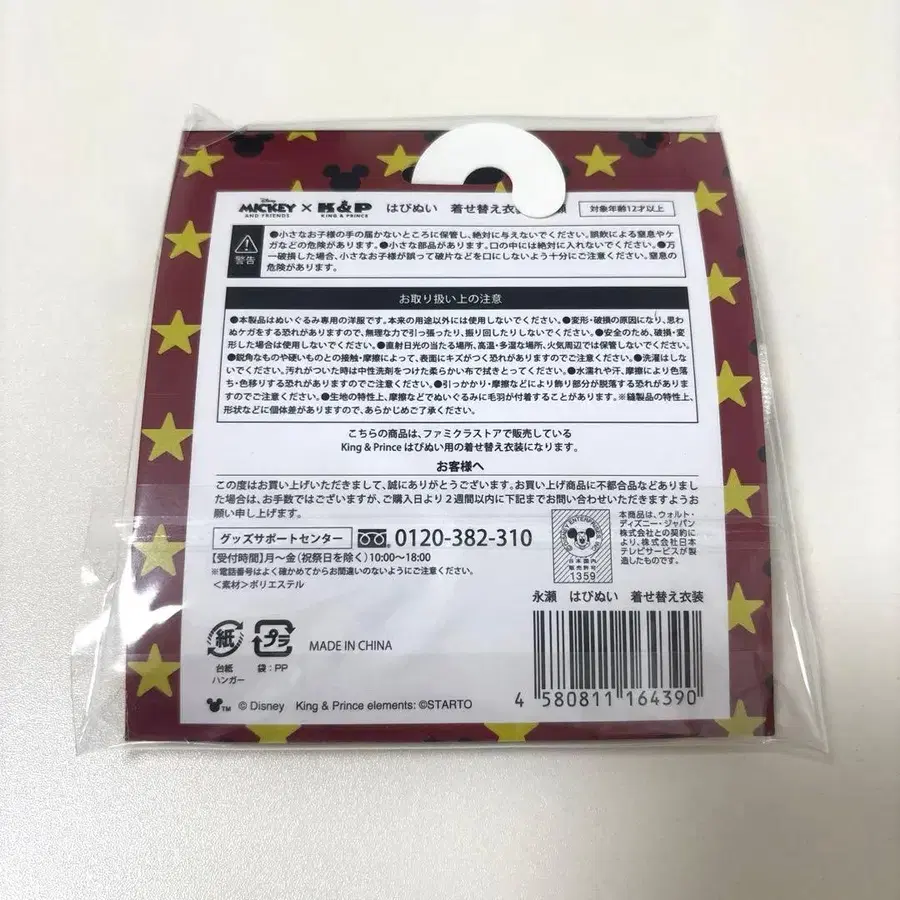 Disney
MICKEY
AND FRIENDS
×
K&P
KING & PRINCE
はぴぬい 着せ替え衣
瀬
対象年齢12才以上
警告
●小さなお子様の手の届かないところに保管し、絶対に与えないでください。誤飲による窒息やケ
ガなどの危険があります。●小さな部品があります。口の中には絶対に入れないでください。●万
一破損した場合、小さなお子様が誤って破片などを口にしないよう十分にご注意ください。窒息の
危険があります。
お取り扱い上の注意
●本製品はぬいぐるみ専用の洋服です。本来の用途以外には使用しないでください。●変形・破損の原因になり、思わ
ぬケガをする恐れがありますので、無理な力で引っ張ったり、振り回したりしないでください。●安全のため、破損・変
形した場合は使用しないでください。●直射日光の当たる場所、高温・多湿な場所、火気周辺では保管しないでください。
●鋭角なものや硬いものとの接触・摩擦によって、表面にキズがつく恐れがありますのでご注意ください。●洗濯はしな
いでください。汚れがついた時は中性洗剤をつけた柔らかい布で拭きとってください。●水濡れや汗、摩擦により色落
ち・色移りする恐れがありますのでご注意ください。●引っかかり・摩擦などにより飾り部分が脱落する恐れがあります
のでご注意ください。●生地の特性上、摩擦などでぬいぐるみに毛羽が付着することがあります。※縫製品の特性上、
形状などに個体差がありますので、あらかじめご了承ください。
こちらの商品は、ファミクラストアで販売している
King & Prince はぴぬい用の着せ替え衣装になります。
お客様へ
この度はお買い上げいただきまして、誠にありがとうございます。お買い上げ商品に不都合品などありまし
た場合は、お手数ではございますが、ご購入日より2週間以内に下記までお問い合わせいただきますようお
願い申し上げます。
グッズサポートセンター
0120-382-310
【受付時間】月〜金(祝祭日を除く)10:00〜18:00
※電話番号はよく確かめてからお間違いのないようにご注意ください。
<素材>ポリエステル
日本国内
販売許諾
1359
本商品は、ウォルト・
ディズニー・ジャパン
株式会社との契約に
より、株式会社日本
テレビサービスが製
造したものです。
永瀬 はぴぬい 着せ替え衣装
紙
台紙
ハンガー
プラ
袋:PP
MADE IN CHINA
4 580811 164390
TM © Disney King & Prince elements: ©STARTO